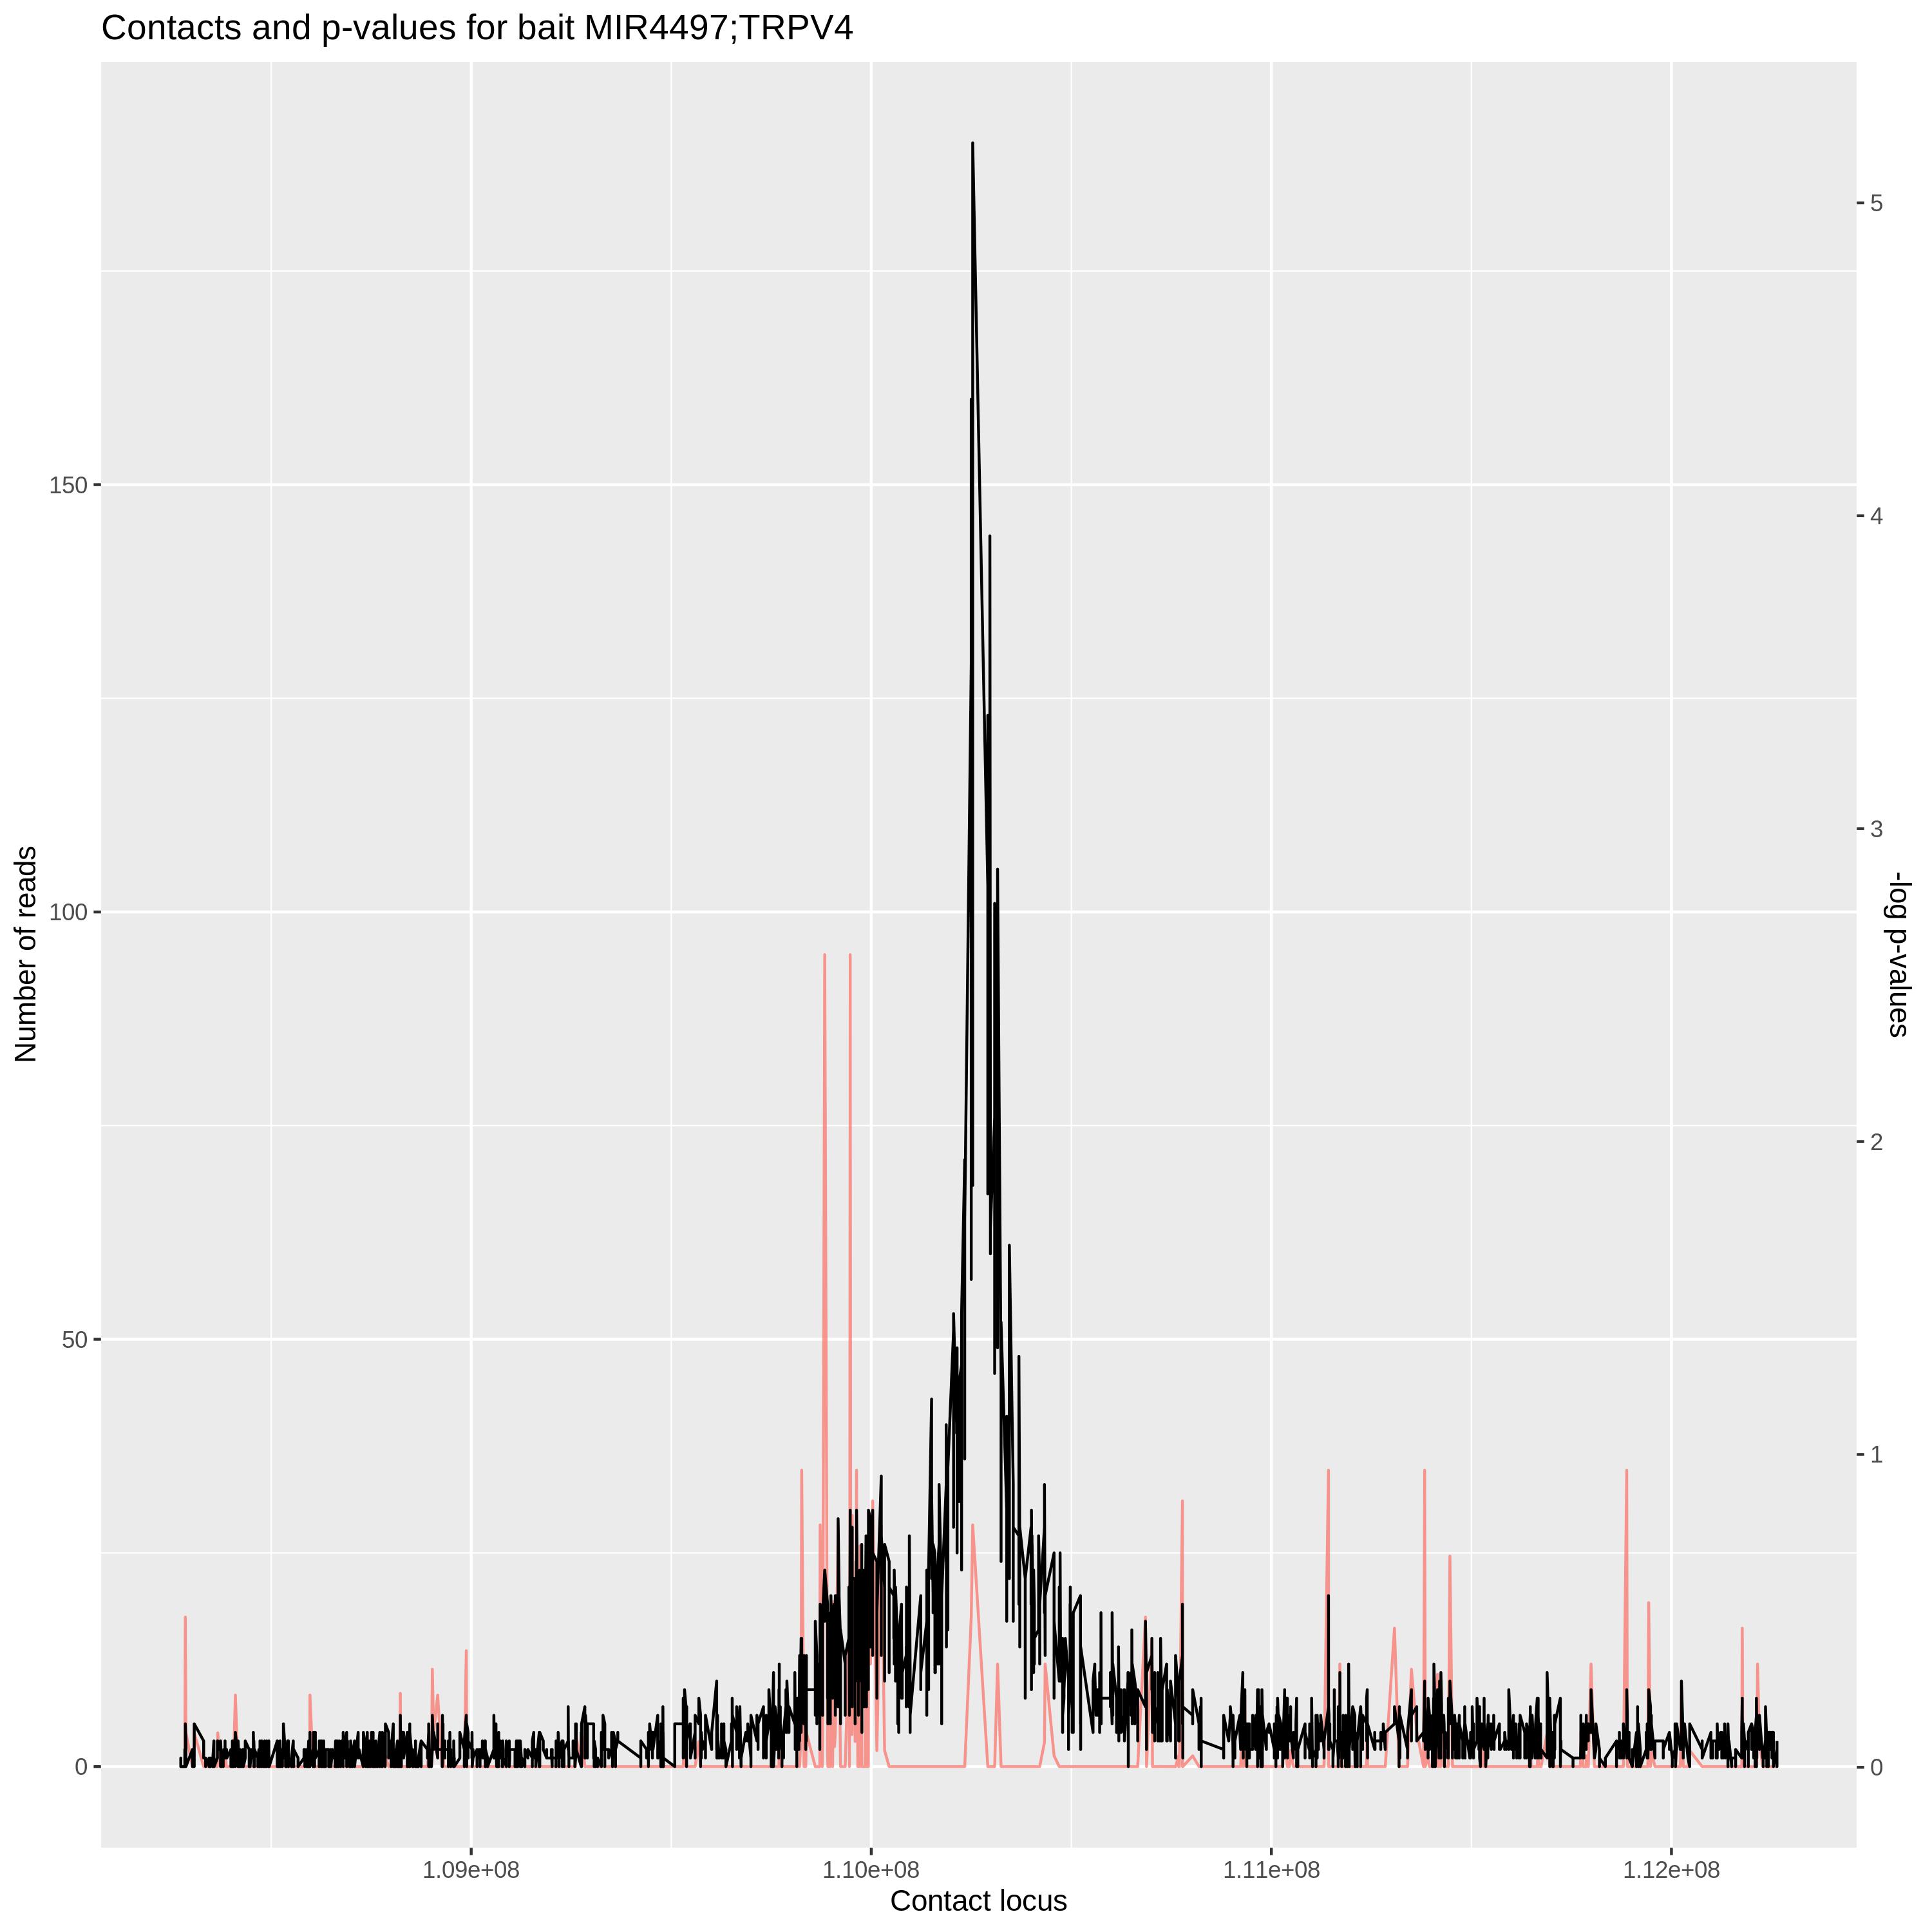 Contacts and p-values for bait MIR4497;TRPV4
Number of reads
150
100
50
0
5
4
3
2
1
0
-log p-values
1.09e+08
1.10e+08
1.11e+08
1.12e+08
Contact locus